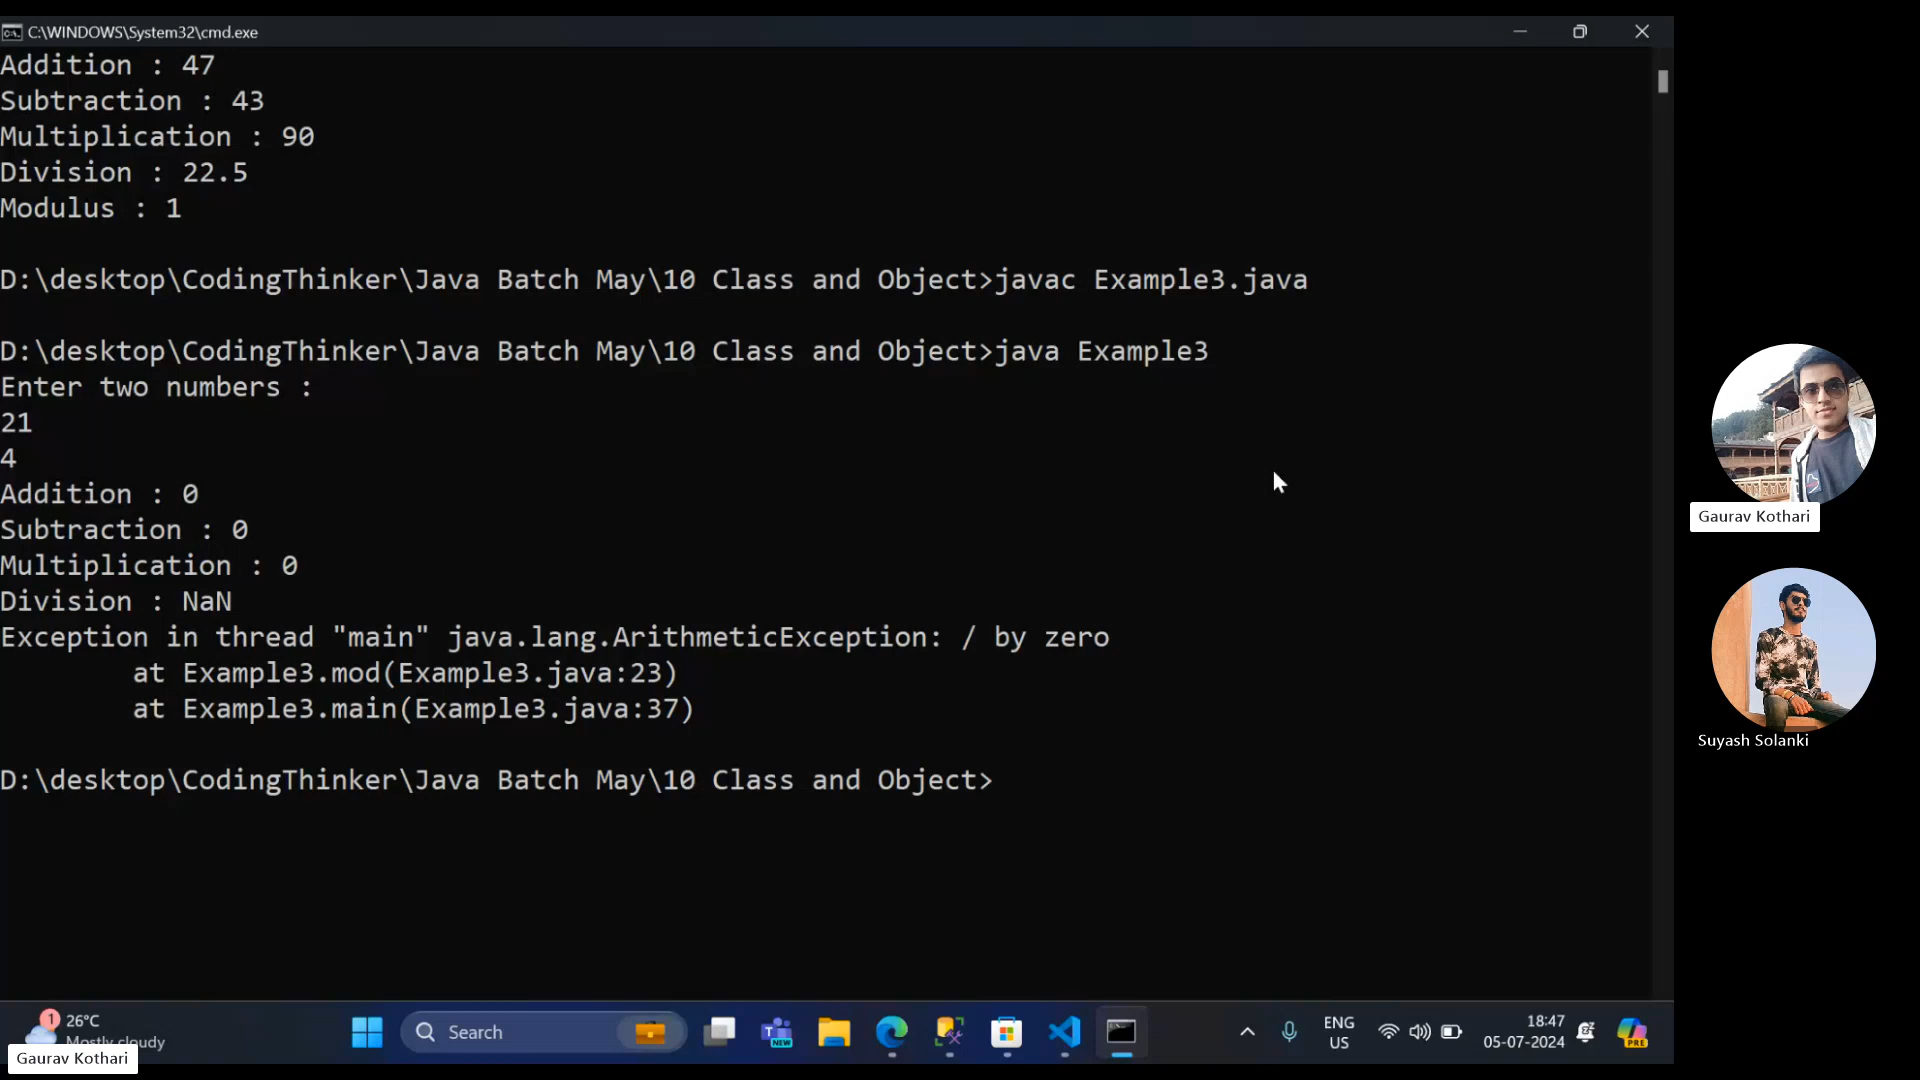 C:\WINDOWS\System32\cmd.exe
Addition : 47
Subtraction : 43
Multiplication : 90
Division : 22.5
Modulus : 1
D:\desktop\CodingThinker\Java Batch May\10 Class and Object>javac Example3.java
D:\desktop\CodingThinker\Java Batch May\10 Class and Object>java Example3
Enter two numbers :
21
4
Addition : 0
Subtraction : 0
Multiplication : 0
Division : NaN
Exception in thread "main" java.lang.ArithmeticException: / by zero
at Example3.mod(Example3.java:23)
at Example3.main(Example3.java:37)
D:\desktop\CodingThinker\Java Batch May\10 Class and Object>
Gaurav Kothari
Suyash Solanki
1
26°C
Mostly cloudy
Gaurav Kothari
Search
NEW
ENG
US
18:47
05-07-2024
PRE